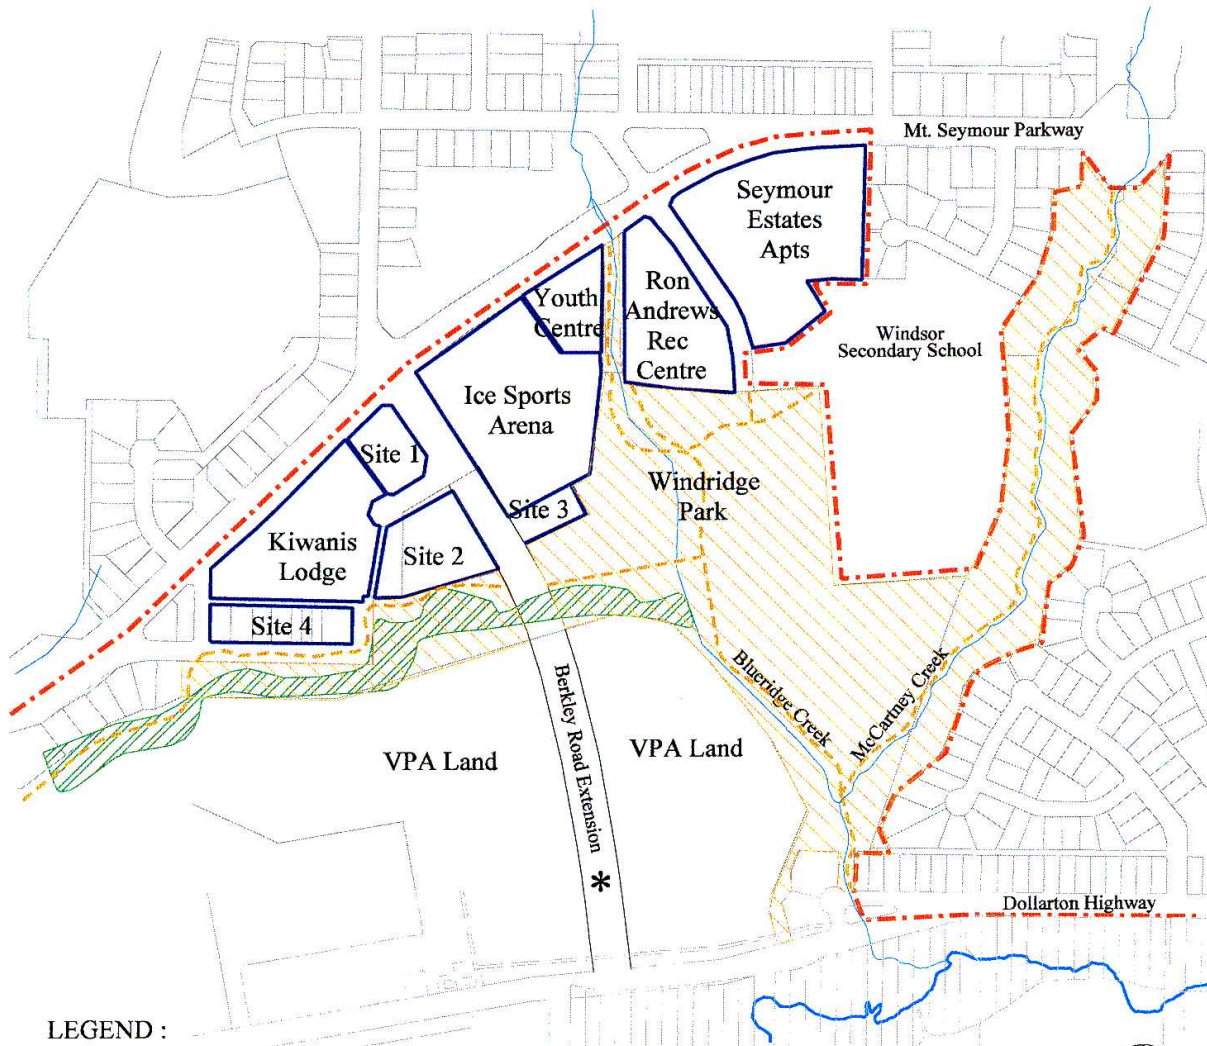 Mt. Seymour Parkway
Seymour
Estates
Apts
Youth
Centre
Ron
Andrews
Rec
Centre
Windsor
Secondary School
Ice Sports
Arena
Site 1
Windridge
Park
Site 3
Kiwanis
Lodge
Site 2
Site 4
Blueridge Creek
McCartney Creek
Berkley Road Extension
*
VPA Land
VPA Land
Dollarton Highway
LEGEND :